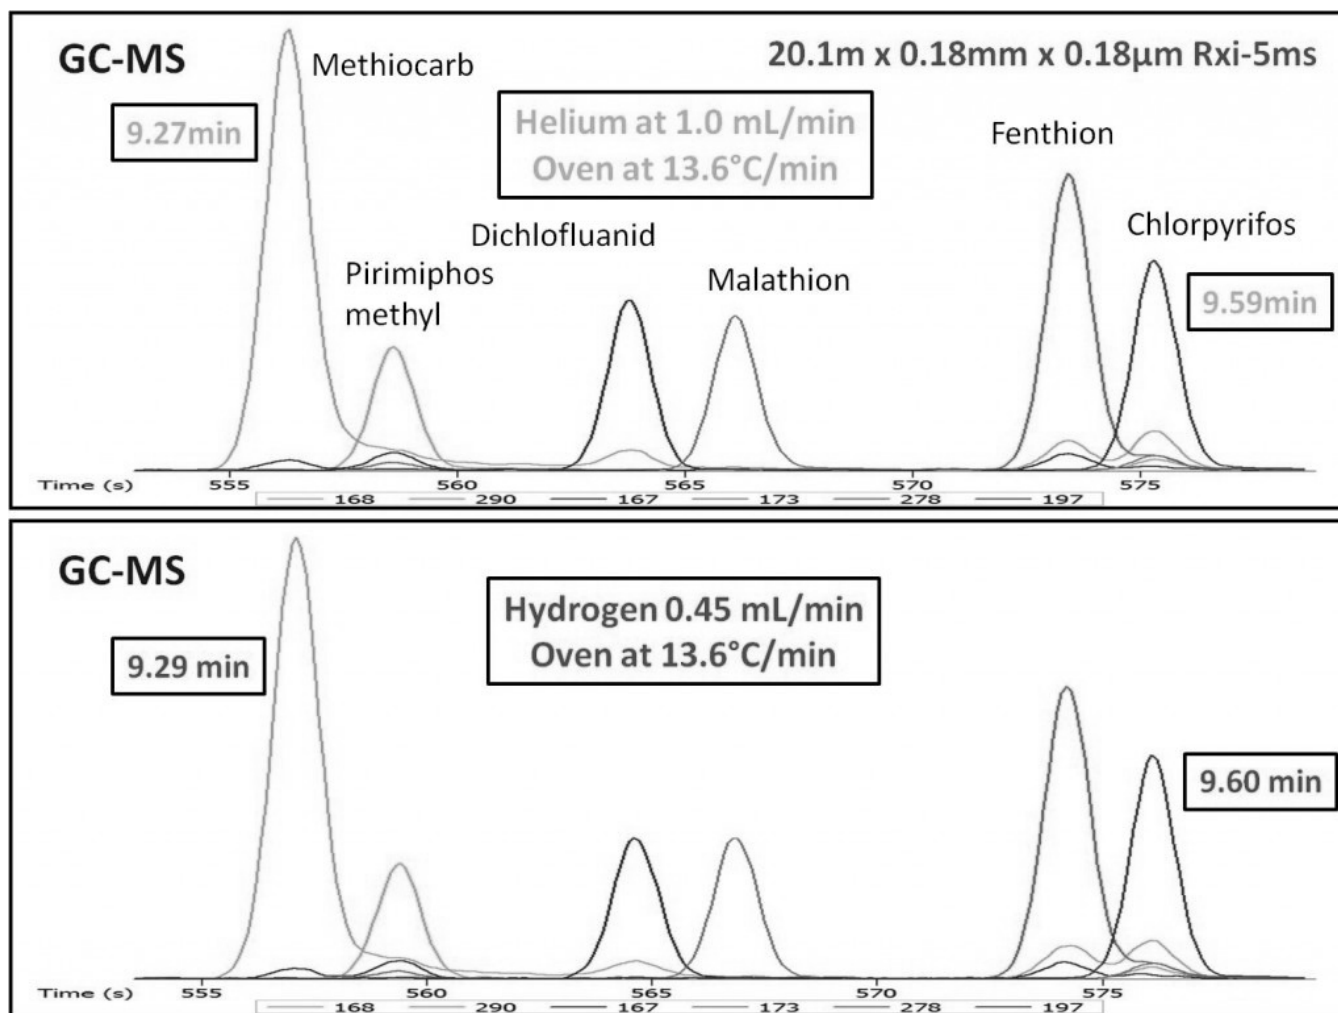 GC-MS
Methiocarb
20.1m x 0.18mm x 0.18µm Rxi-5ms
9.27min
Helium at 1.0 mL/min
Oven at 13.6°C/min
Fenthion
Dichlofluanid
Chlorpyrifos
Pirimiphos
methyl
Malathion
9.59min
Time (s) 555 560 565 570 575
168 290 167 173 278 197
GC-MS
Hydrogen 0.45 mL/min
Oven at 13.6°C/min
9.29 min
9.60 min
Time (s) 555 560 565 570 575
168 290 167 173 278 197